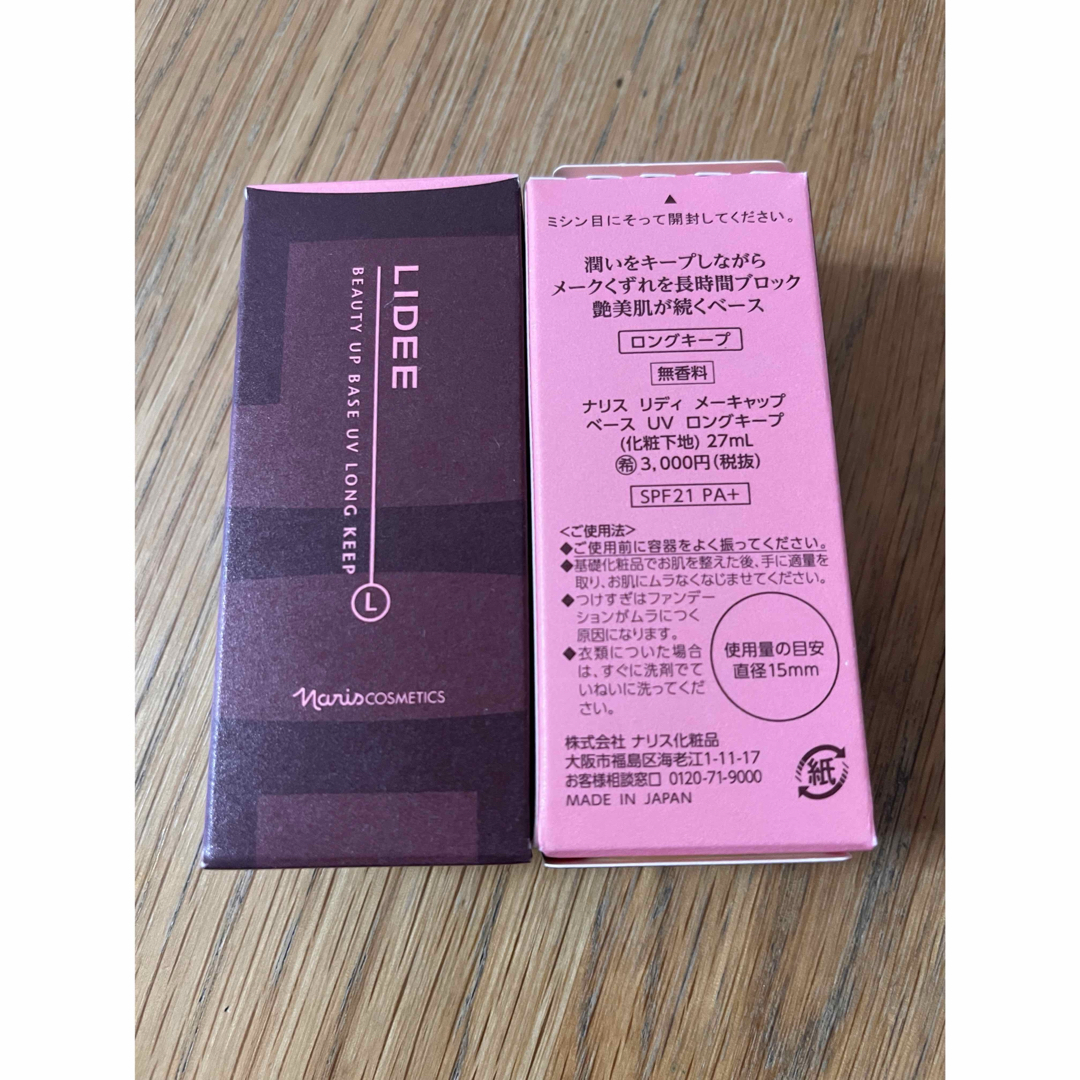 LIDEE
BEAUTY UP BASE UV LONG KEEP
L
naris COSMETICS
ミシン目にそって開封してください。
潤いをキープしながら
メークくずれを長時間ブロック
艶美肌が続くベース
ロングキープ
無香料
ナリス リディ メーキャップ
ベース UV ロングキープ
(化粧下地) 27mL
㊒ 3,000円(税抜)
SPF21 PA+
<ご使用法>
◆ご使用前に容器をよく振ってください。
◆基礎化粧品でお肌を整えた後、手に適量を
取り、お肌にムラなくなじませてください。
◆つけすぎはファンデー
ションがムラにつく
原因になります。
◆衣類についた場合
は、すぐに洗剤でて
いねいに洗ってくだ
さい。
使用量の目安
直径15mm
株式会社 ナリス化粧品
大阪市福島区海老江1-11-17
お客様相談窓口 0120-71-9000
MADE IN JAPAN
紙